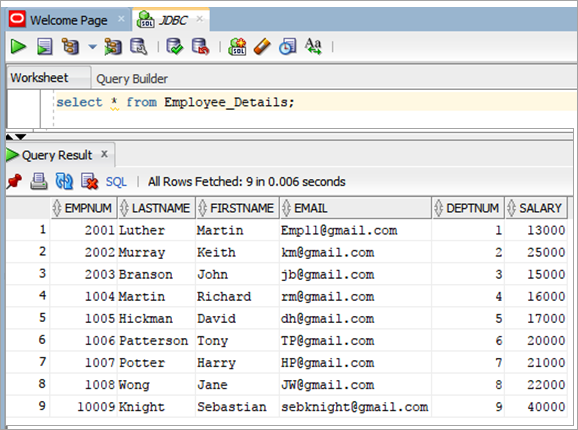 Welcome Page JDBC
Worksheet Query Builder
select * from Employee_Details;
Query Result
SQL | All Rows Fetched: 9 in 0.006 seconds
EMPNUM LASTNAME FIRSTNAME EMAIL DEPTNUM SALARY
1 2001 Luther Martin Emp11@gmail.com 1 13000
2 2002 Murray Keith km@gmail.com 2 25000
3 2003 Branson John jb@gmail.com 3 15000
4 1004 Martin Richard rm@gmail.com 4 16000
5 1005 Hickman David dh@gmail.com 5 17000
6 1006 Patterson Tony TP@gmail.com 6 20000
7 1007 Potter Harry HP@gmail.com 7 21000
8 1008 Wong Jane JW@gmail.com 8 22000
9 10009 Knight Sebastian sebknight@gmail.com 9 40000